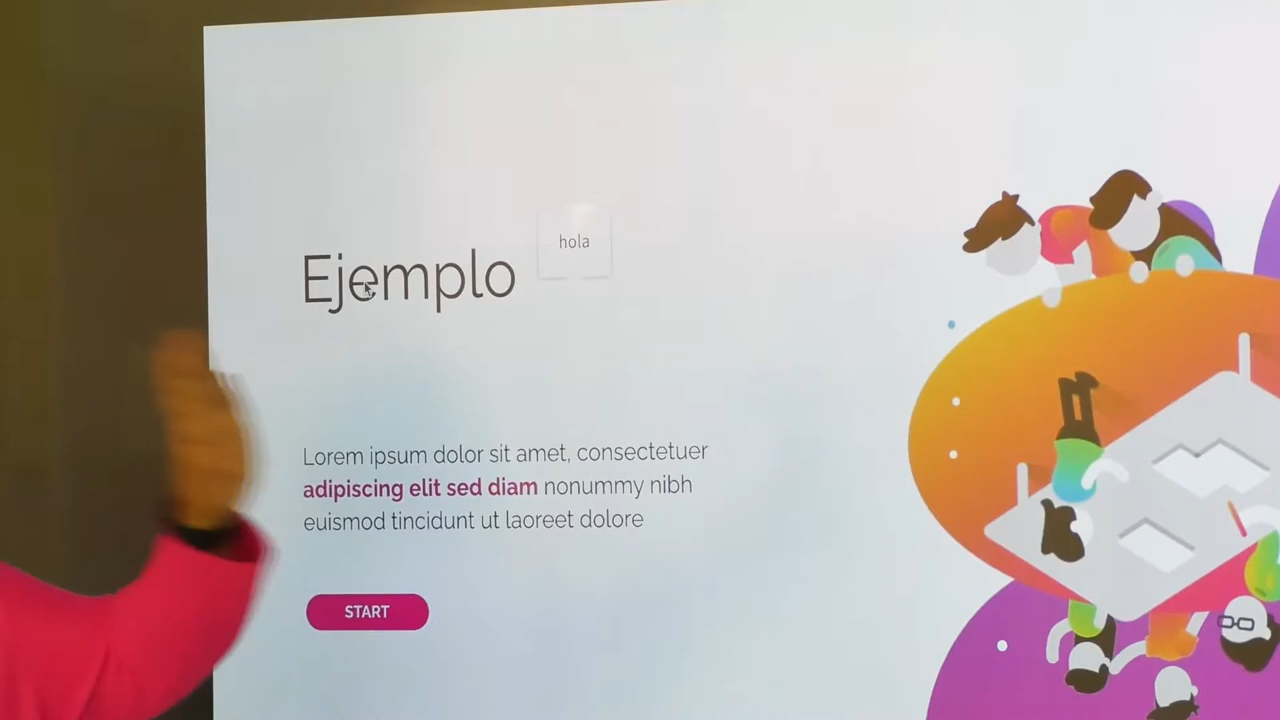 Ejemplo
hola
Lorem ipsum dolor sit amet, consectetuer
adipiscing elit sed diam nonummy nibh
euismod tincidunt ut laoreet dolore
START